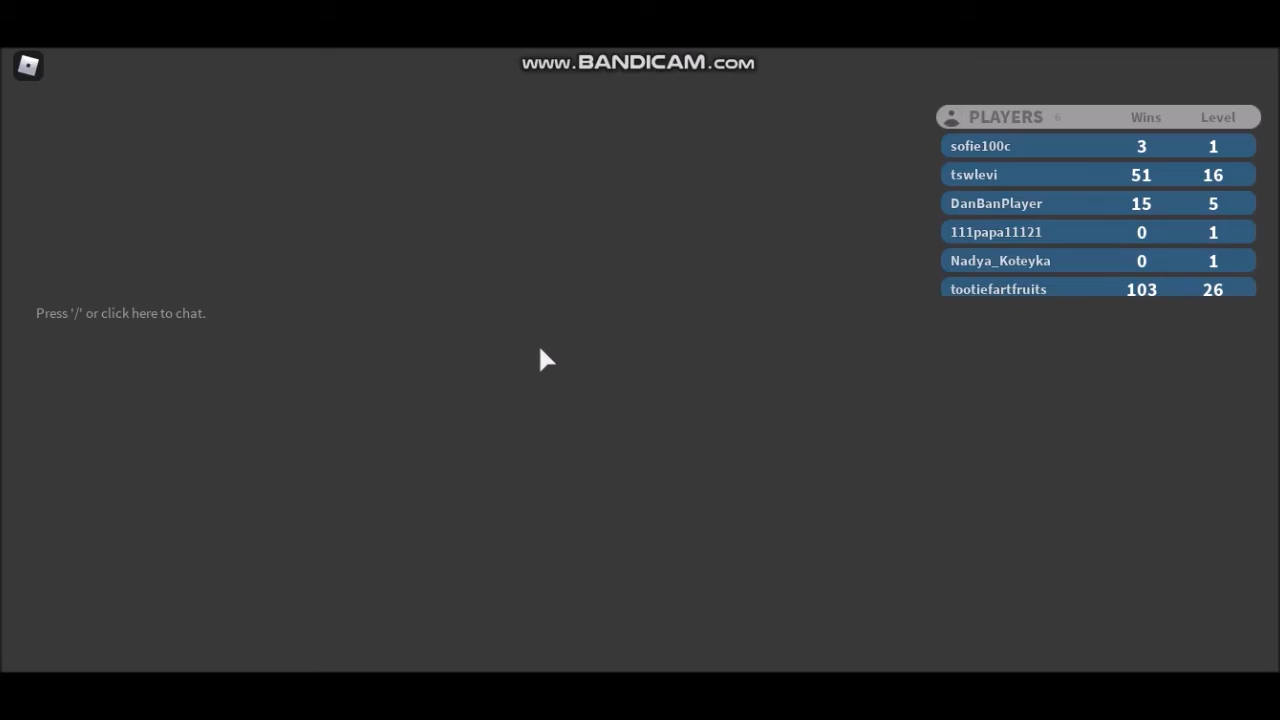 www.BANDICAM.com
PLAYERS 6 Wins Level
sofie100c 3 1
tswlevi 51 16
DanBanPlayer 15 5
111papa11121 0 1
Nadya_Koteyka 0 1
tootiefartfruits 103 26
Press '/' or click here to chat.